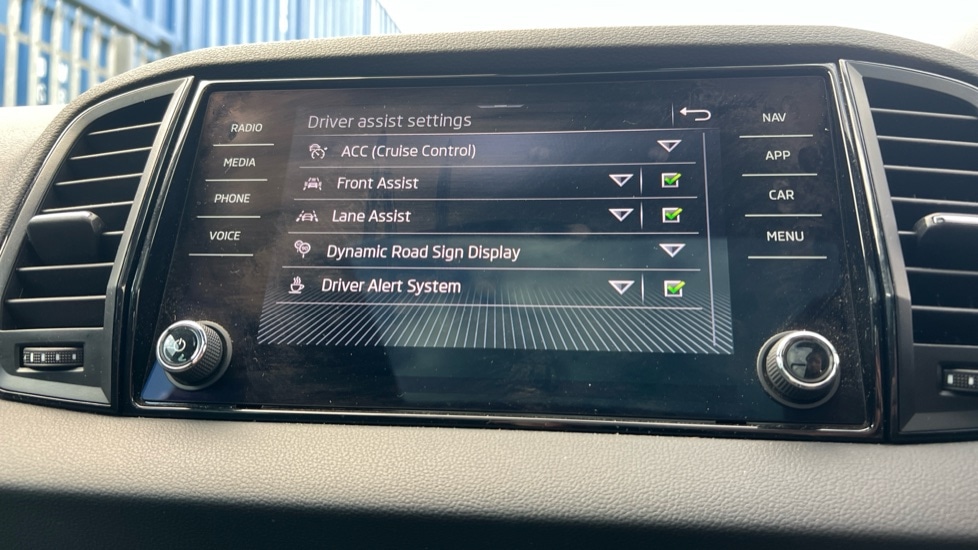 Driver assist settings
ACC (Cruise Control)
Front Assist
Lane Assist
Dynamic Road Sign Display
Driver Alert System
RADIO
MEDIA
PHONE
VOICE
NAV
APP
CAR
MENU